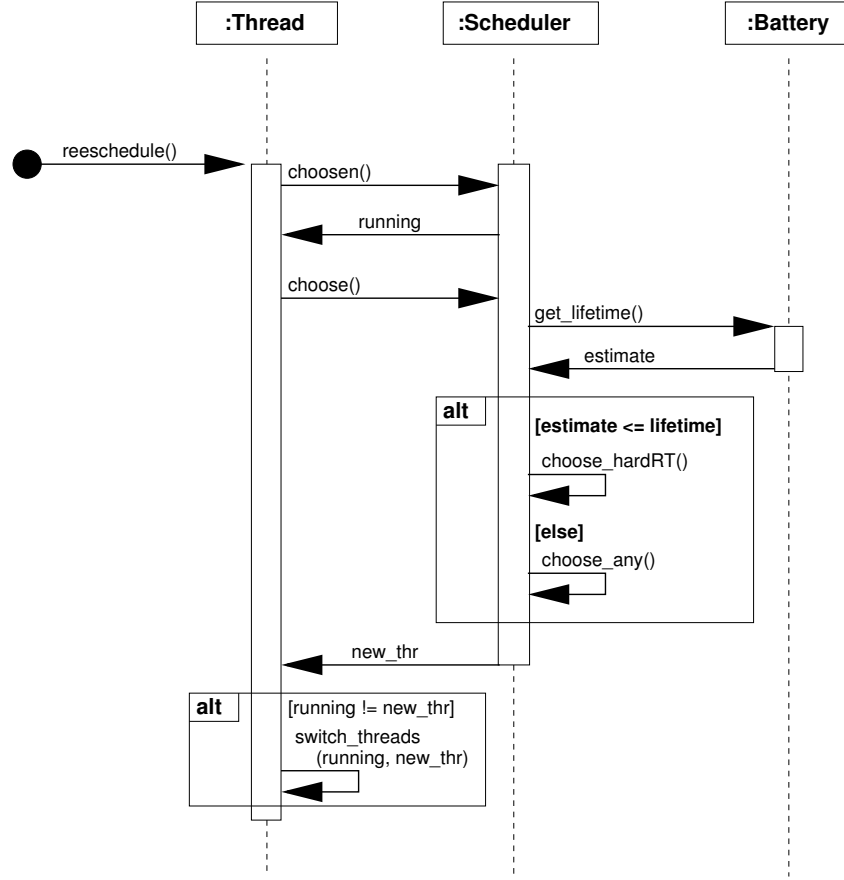 :Thread
:Scheduler
:Battery
reeschedule()
choosen()
running
choose()
get_lifetime()
estimate
alt
[estimate <= lifetime]
choose_hardRT()
[else]
choose_any()
new_thr
alt
[running != new_thr]
switch_threads
(running, new_thr)